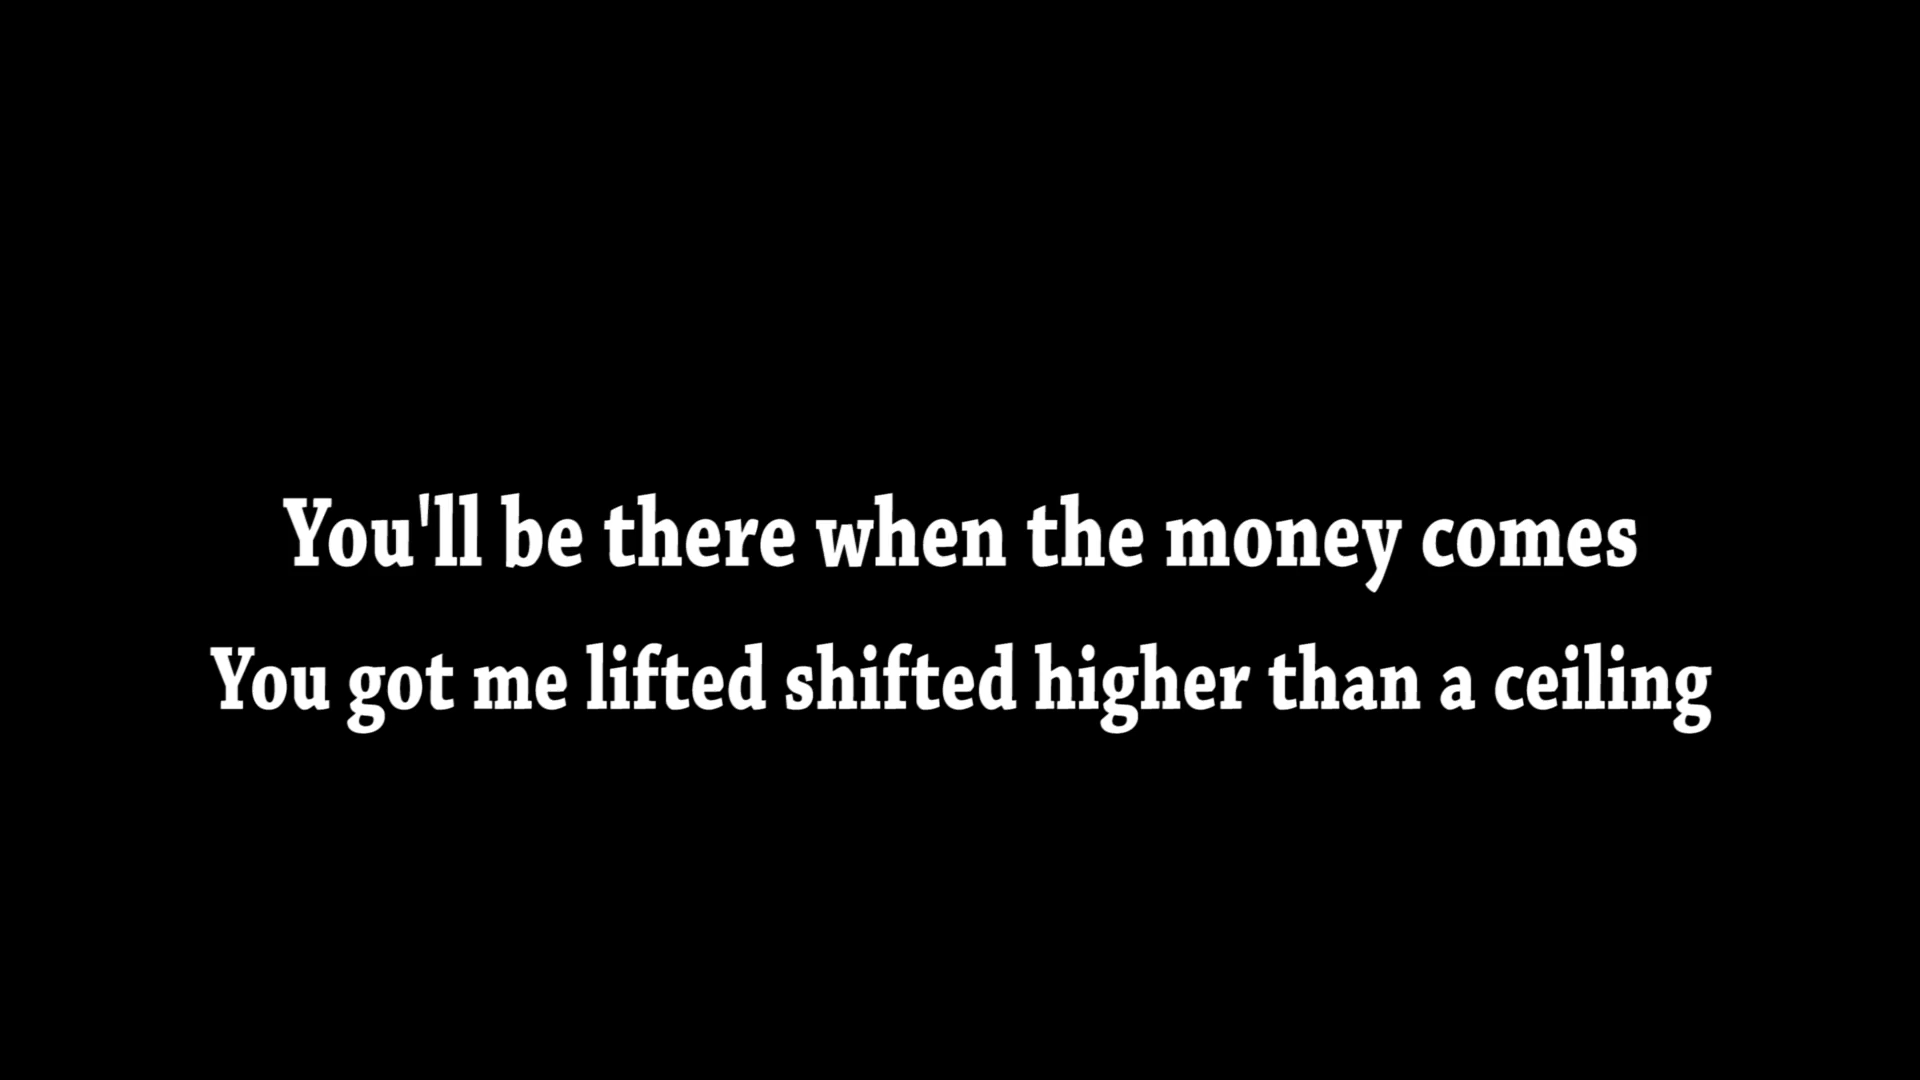 You'll be there when the money comes
You got me lifted shifted higher than a ceiling